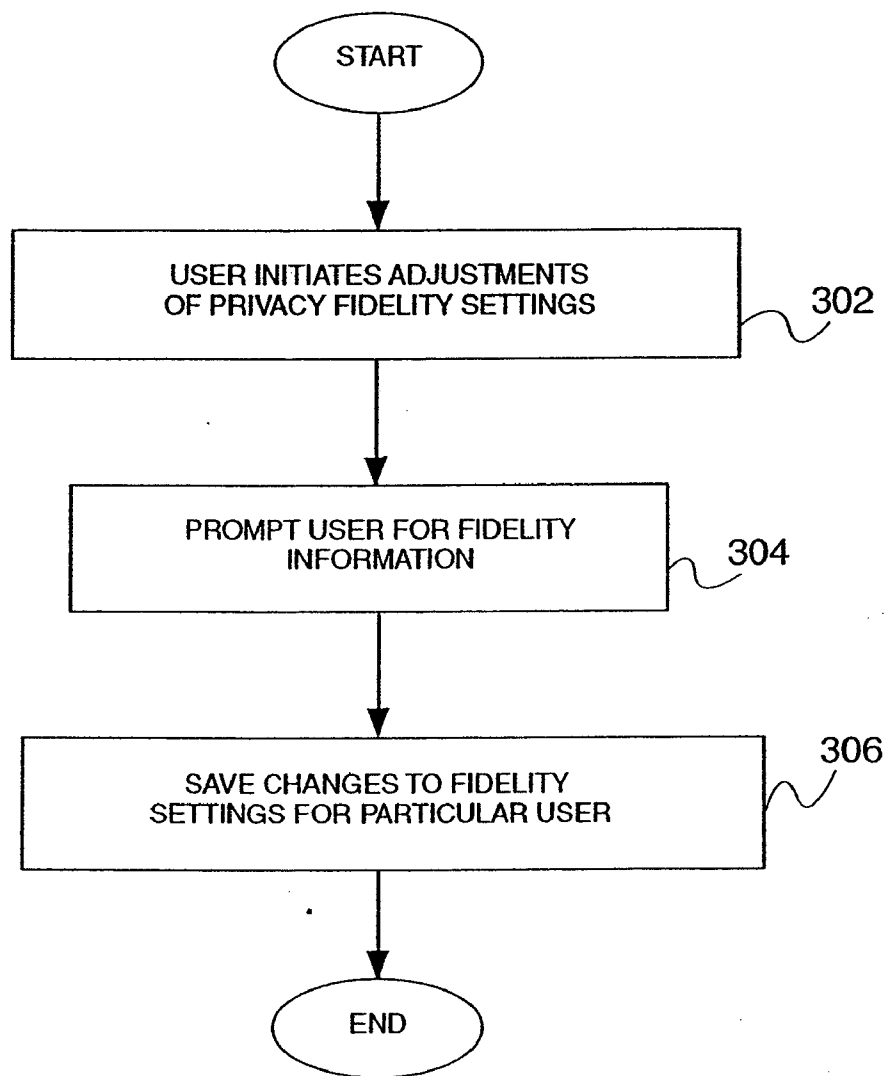 START
USER INITIATES ADJUSTMENTS
OF PRIVACY FIDELITY SETTINGS
302
PROMPT USER FOR FIDELITY
INFORMATION
304
SAVE CHANGES TO FIDELITY
SETTINGS FOR PARTICULAR USER
306
END